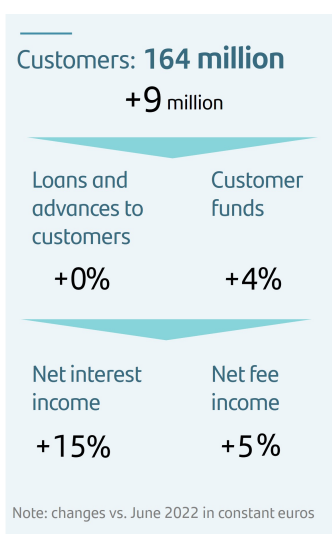 Customers: 164 million
+9 million
Loans and advances to customers
Customer funds
+0%
+4%
Net interest income
Net fee income
+15%
+5%
Note: changes vs. June 2022 in constant euros